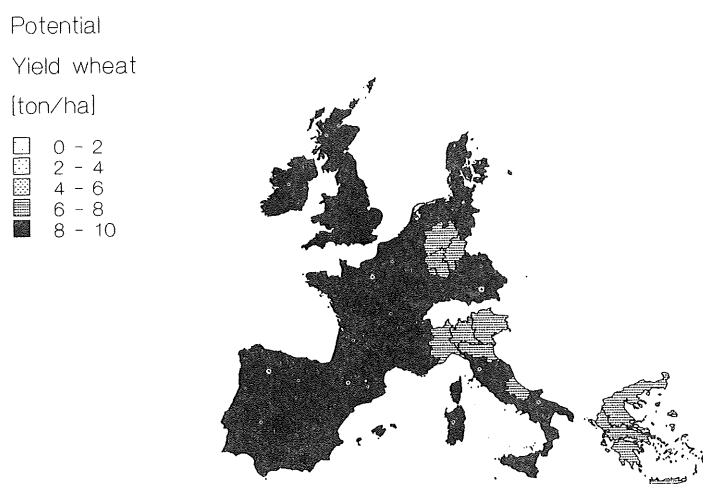 Potential
Yield wheat
[ton/ha]
0 - 2
2 - 4
4 - 6
6 - 8
8 - 10